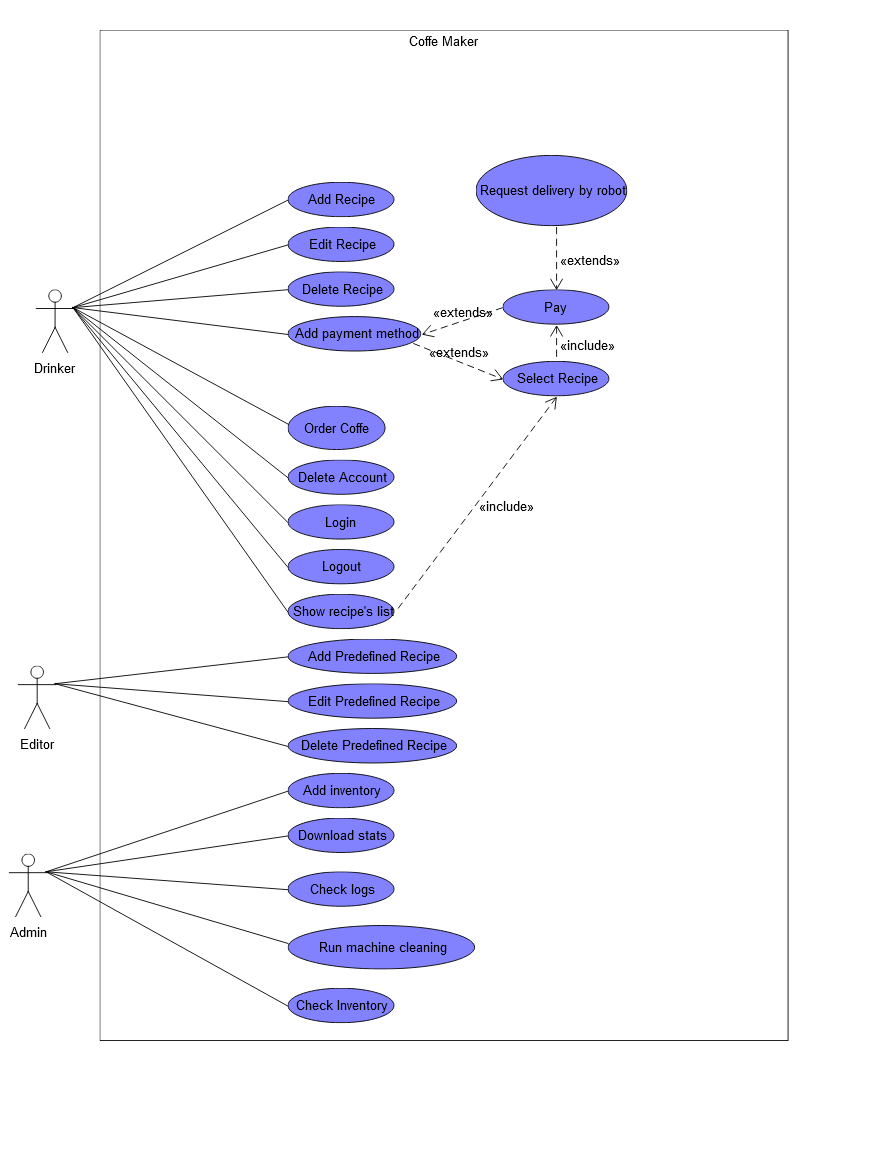 Coffe Maker
Request delivery by robot
Add Recipe
Edit Recipe
«extends»
Delete Recipe
Pay
«extends»
Add payment method
«include»
«extends»
Drinker
Select Recipe
Order Coffe
Delete Account
«include»
Login
Logout
Show recipe's list
Add Predefined Recipe
Edit Predefined Recipe
Editor
Delete Predefined Recipe
Add inventory
Download stats
Check logs
Admin
Run machine cleaning
Check Inventory